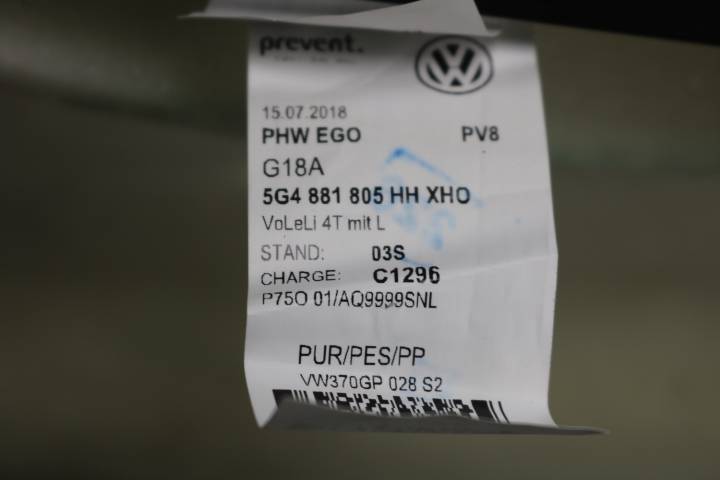 prevent.
15.07.2018
PHW EGO PV8
G18A
5G4 881 805 HH XHO
VoLeLi 4T mit L
STAND: 03S
CHARGE: C1296
P75O 01/AQ9999SNL
PUR/PES/PP
VW370GP 028 S2